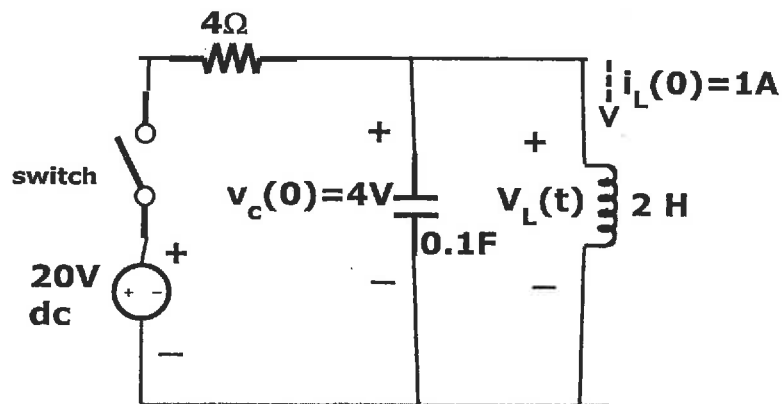 4Ω
i_L(0)=1A
+
+
switch
v_c(0)=4V
V_L(t)
2 H
0.1F
+
20V
dc
+ −
−
−
−